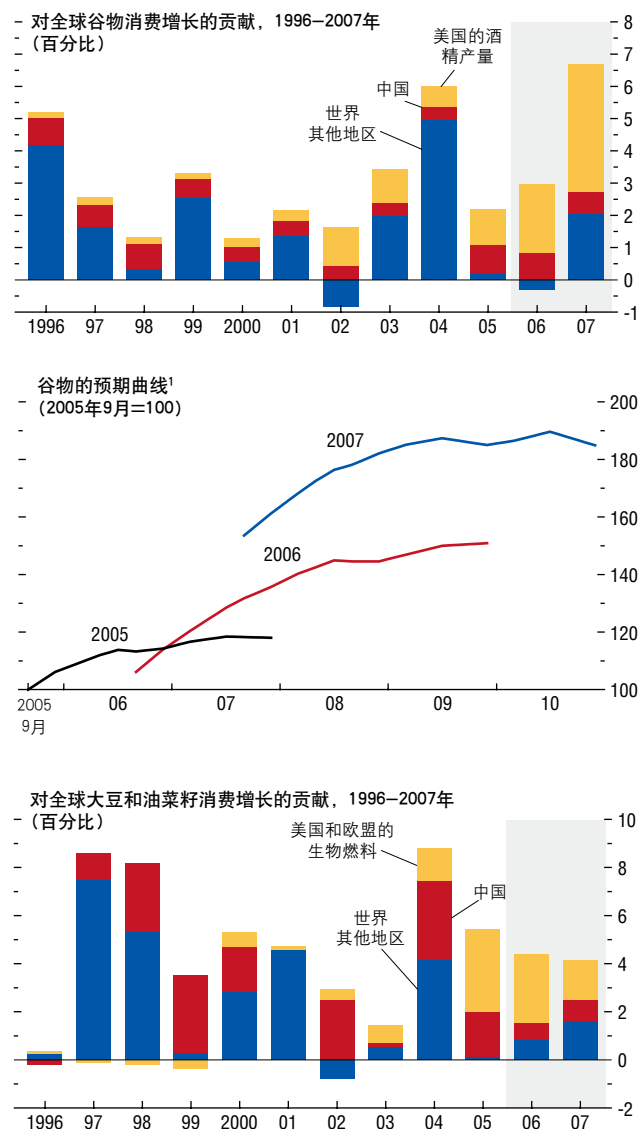 对全球谷物消费增长的贡献，1996–2007年
（百分比）
美国的酒
精产量
中国
世界
其他地区
8
7
6
5
4
3
2
1
0
-1
1996 97 98 99 2000 01 02 03 04 05 06 07
谷物的预期曲线¹
（2005年9月=100）
2007
2006
2005
200
180
160
140
120
100
2005 06 07 08 09 10
9月
对全球大豆和油菜籽消费增长的贡献，1996–2007年
（百分比）
美国和欧盟的
生物燃料
中国
世界
其他地区
10
8
6
4
2
0
-2
1996 97 98 99 2000 01 02 03 04 05 06 07